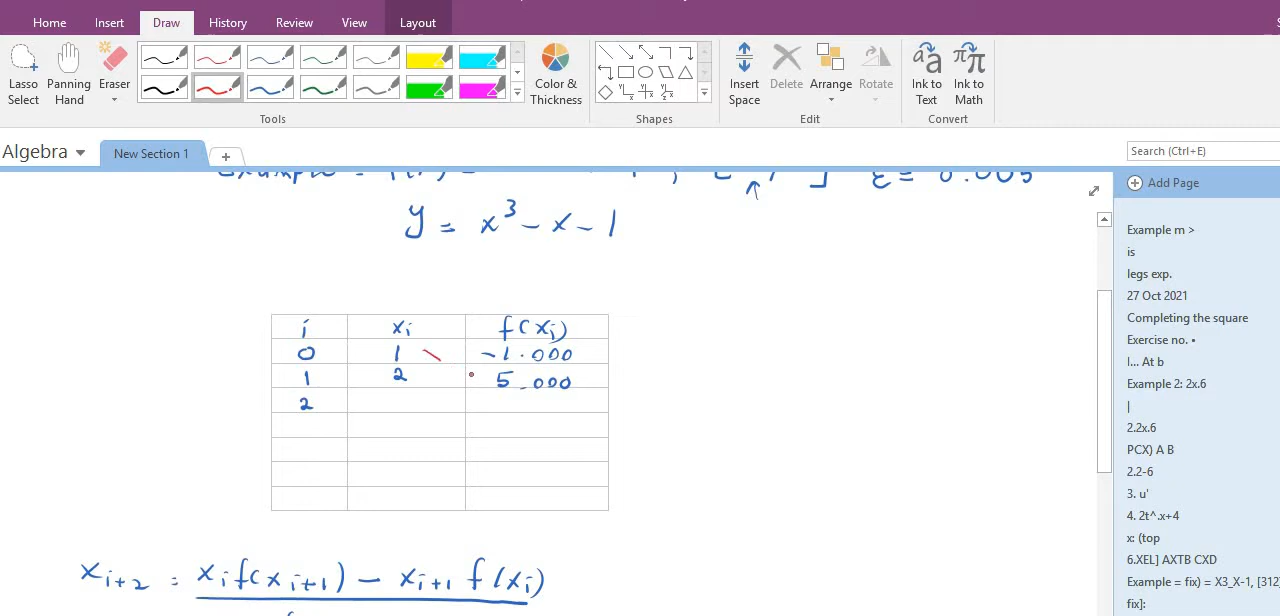 Home Insert Draw History Review View Layout
Lasso Select
Panning Hand
Eraser
Color & Thickness
Insert Space
Delete
Arrange
Rotate
Ink to Text
Ink to Math
Tools
Shapes
Edit
Convert
Algebra
New Section 1
+
Search (Ctrl+E)
ε = 0.005
y = x³ - x - 1
i xi f(xi)
0 1 -1.000
1 2 5.000
2
xi+2 = xi f(xi+1) - xi+1 f(xi)
Add Page
Example m >
is
legs exp.
27 Oct 2021
Completing the square
Exercise no. •
I... At b
Example 2: 2x.6
|
2.2x.6
PCX) A B
2.2-6
3. u'
4. 2t^.x+4
x: (top
6.XEL] AXTB CXD
Example = fix) = X3_X-1, [312]
fix]: